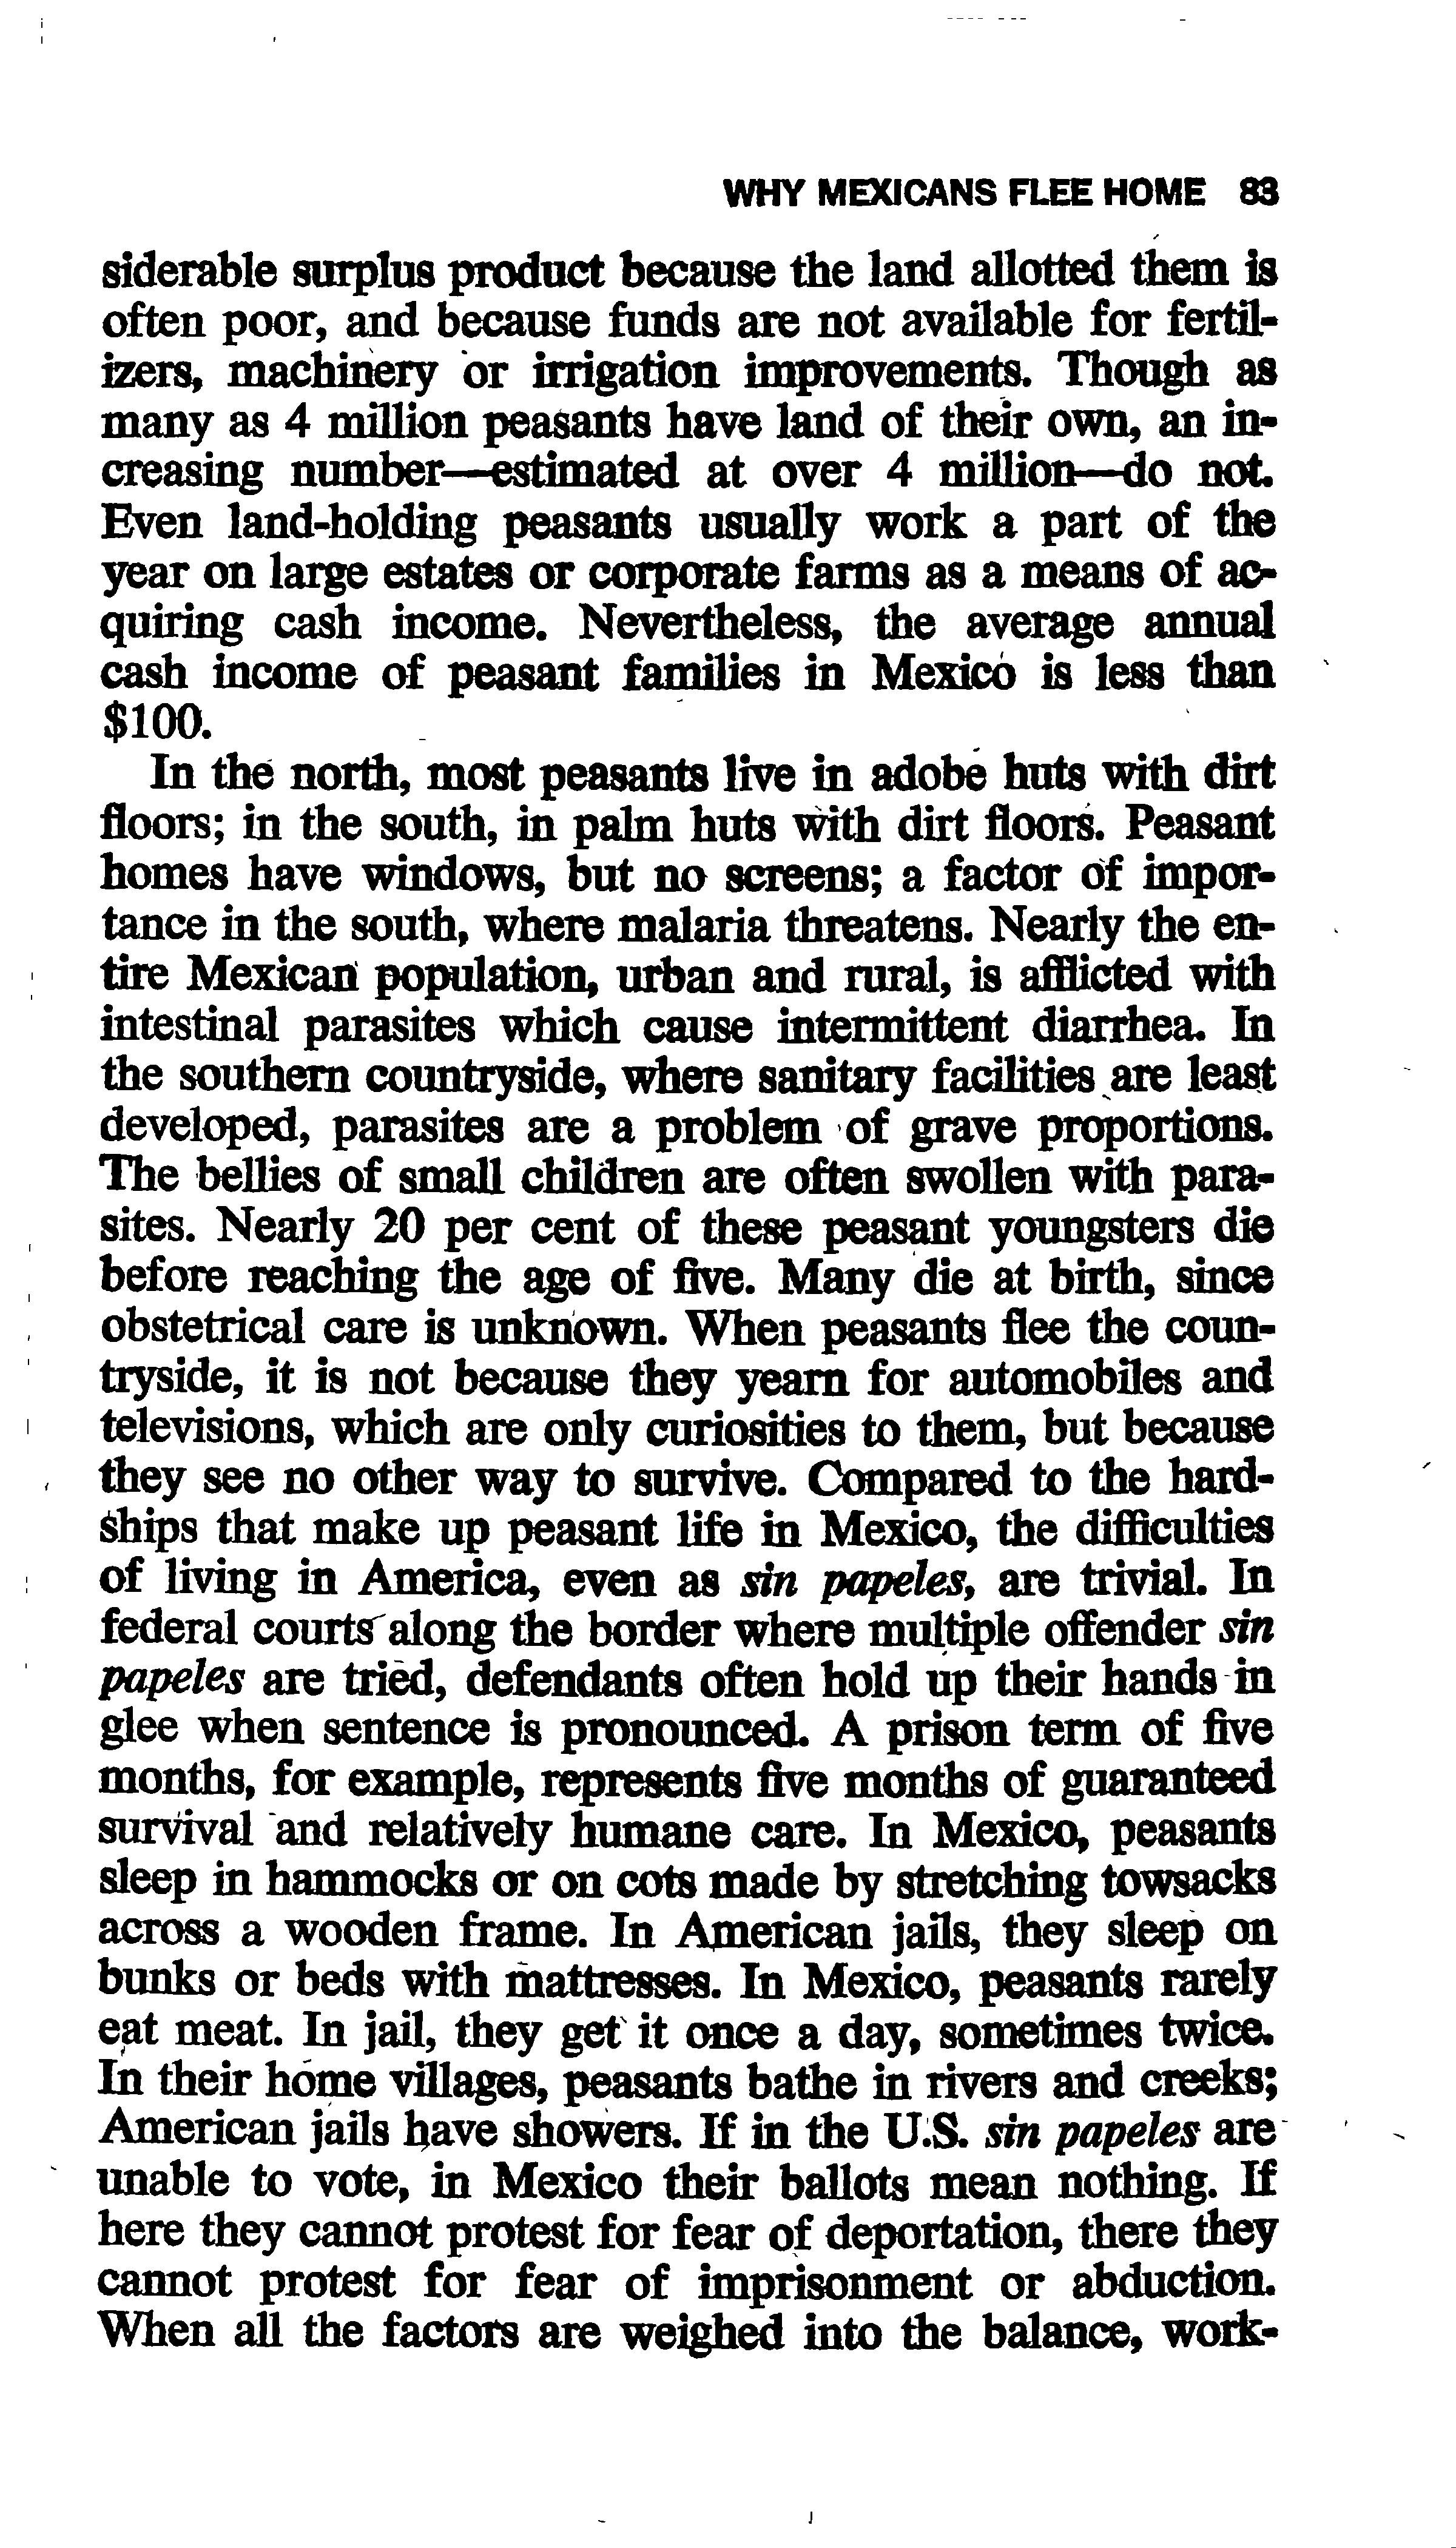 WHY MEXICANS FLEE HOME 83
siderable surplus product because the land allotted them is
often poor, and because funds are not available for fertil-
izers, machinery or irrigation improvements. Though as
many as 4 million peasants have land of their own, an in-
creasing number—estimated at over 4 million—do not.
Even land-holding peasants usually work a part of the
year on large estates or corporate farms as a means of ac-
quiring cash income. Nevertheless, the average annual
cash income of peasant families in Mexico is less than
$100.
In the north, most peasants live in adobe huts with dirt
floors; in the south, in palm huts with dirt floors. Peasant
homes have windows, but no screens; a factor of impor-
tance in the south, where malaria threatens. Nearly the en-
tire Mexican population, urban and rural, is afflicted with
intestinal parasites which cause intermittent diarrhea. In
the southern countryside, where sanitary facilities are least
developed, parasites are a problem of grave proportions.
The bellies of small children are often swollen with para-
sites. Nearly 20 per cent of these peasant youngsters die
before reaching the age of five. Many die at birth, since
obstetrical care is unknown. When peasants flee the coun-
tryside, it is not because they yearn for automobiles and
televisions, which are only curiosities to them, but because
they see no other way to survive. Compared to the hard-
ships that make up peasant life in Mexico, the difficulties
of living in America, even as sin papeles, are trivial. In
federal courts along the border where multiple offender sin
papeles are tried, defendants often hold up their hands in
glee when sentence is pronounced. A prison term of five
months, for example, represents five months of guaranteed
survival and relatively humane care. In Mexico, peasants
sleep in hammocks or on cots made by stretching towsacks
across a wooden frame. In American jails, they sleep on
bunks or beds with mattresses. In Mexico, peasants rarely
eat meat. In jail, they get it once a day, sometimes twice.
In their home villages, peasants bathe in rivers and creeks;
American jails have showers. If in the U.S. sin papeles are
unable to vote, in Mexico their ballots mean nothing. If
here they cannot protest for fear of deportation, there they
cannot protest for fear of imprisonment or abduction.
When all the factors are weighed into the balance, work-